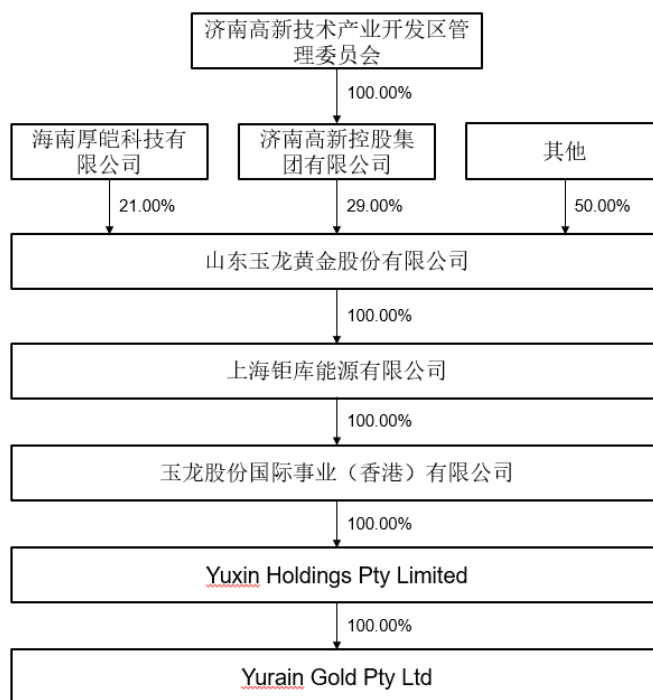 济南高新技术产业开发区管
理委员会
100.00%
海南厚皑科技有
限公司
济南高新控股集
团有限公司
其他
21.00%
29.00%
50.00%
山东玉龙黄金股份有限公司
100.00%
上海钜库能源有限公司
100.00%
玉龙股份国际事业（香港）有限公司
100.00%
Yuxin Holdings Pty Limited
100.00%
Yurain Gold Pty Ltd